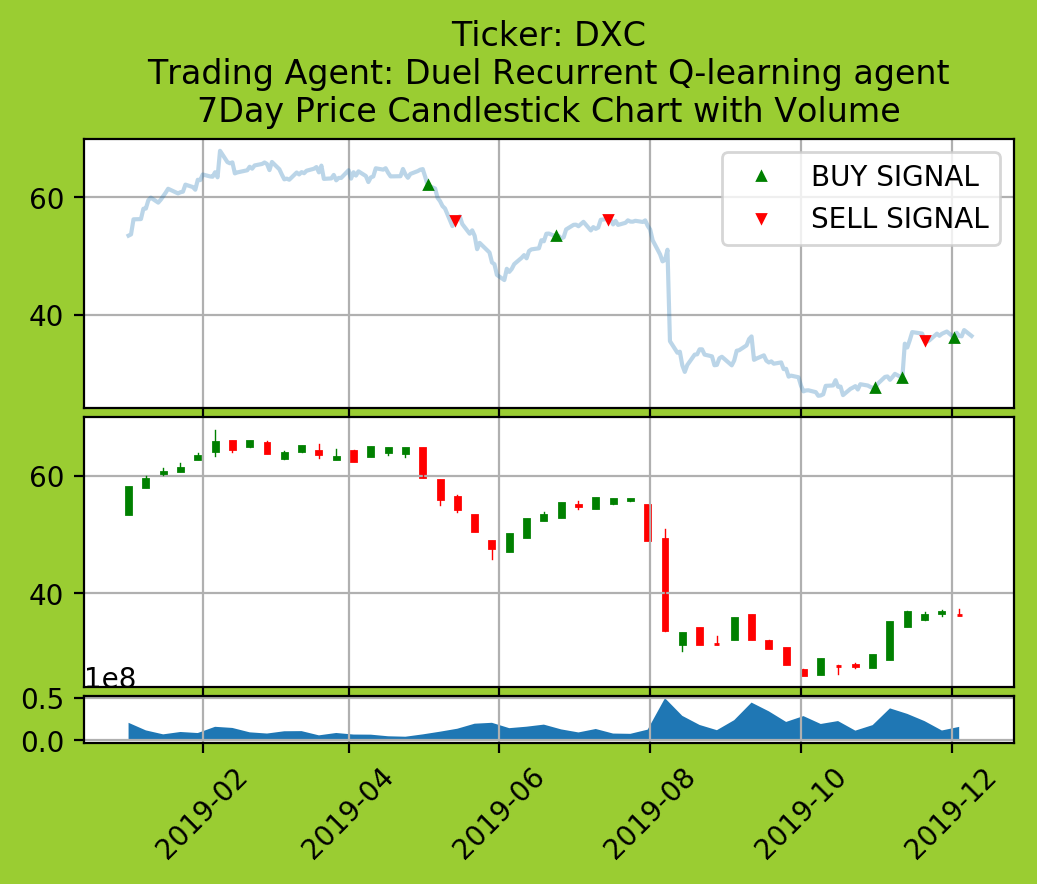 Ticker: DXC
Trading Agent: Duel Recurrent Q-learning agent
7Day Price Candlestick Chart with Volume
BUY SIGNAL
SELL SIGNAL
60
40
60
40
1e8
0.5
0.0
2019-02
2019-04
2019-06
2019-08
2019-10
2019-12